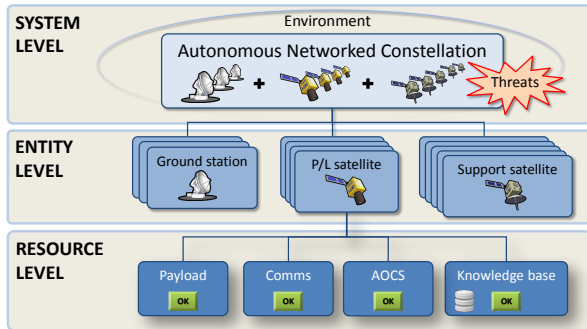 SYSTEM
LEVEL
Environment
Autonomous Networked Constellation
+ +
Threats
ENTITY
LEVEL
Ground station
P/L satellite
Support satellite
RESOURCE
LEVEL
Payload
Comms
AOCS
Knowledge base
OK
OK
OK
OK